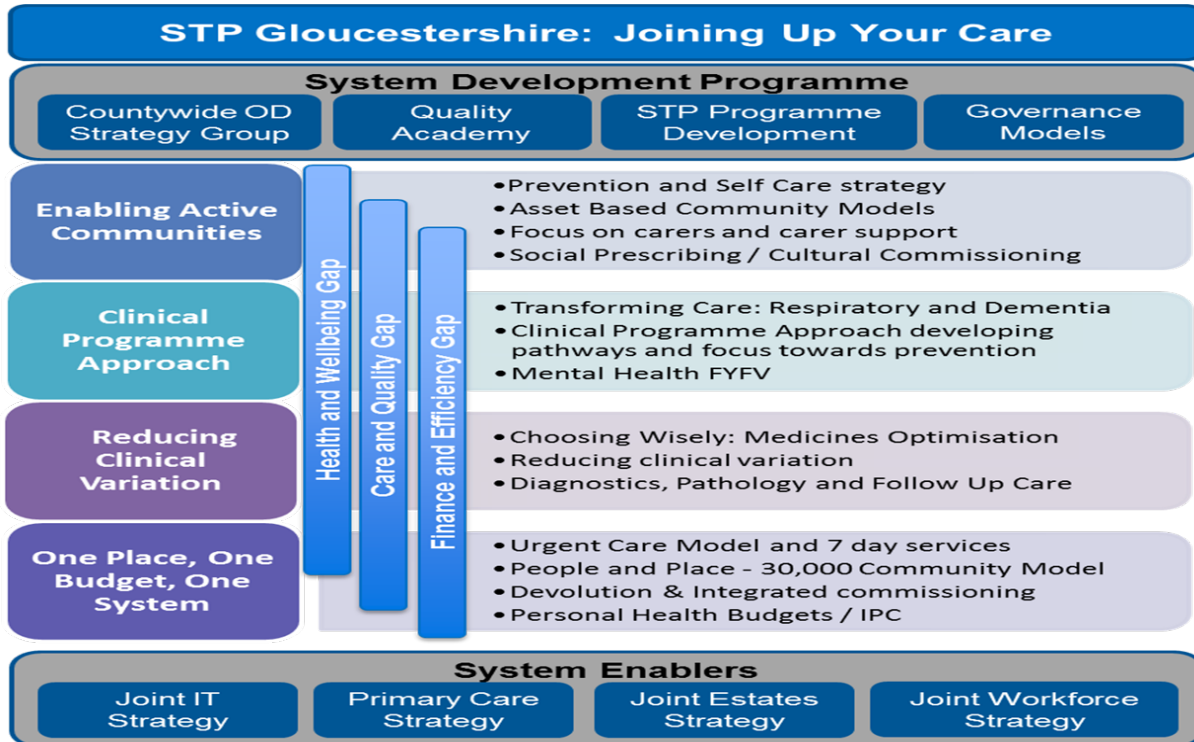 STP Gloucestershire: Joining Up Your Care
System Development Programme
Countywide OD
Strategy Group
Quality
Academy
STP Programme
Development
Governance
Models
Enabling Active
Communities
•Prevention and Self Care strategy
•Asset Based Community Models
•Focus on carers and carer support
•Social Prescribing / Cultural Commissioning
Clinical
Programme
Approach
•Transforming Care: Respiratory and Dementia
•Clinical Programme Approach developing
pathways and focus towards prevention
•Mental Health FYFV
Reducing
Clinical
Variation
•Choosing Wisely: Medicines Optimisation
•Reducing clinical variation
•Diagnostics, Pathology and Follow Up Care
One Place, One
Budget, One
System
•Urgent Care Model and 7 day services
•People and Place - 30,000 Community Model
•Devolution & Integrated commissioning
•Personal Health Budgets / IPC
Health and Wellbeing Gap
Care and Quality Gap
Finance and Efficiency Gap
System Enablers
Joint IT
Strategy
Primary Care
Strategy
Joint Estates
Strategy
Joint Workforce
Strategy